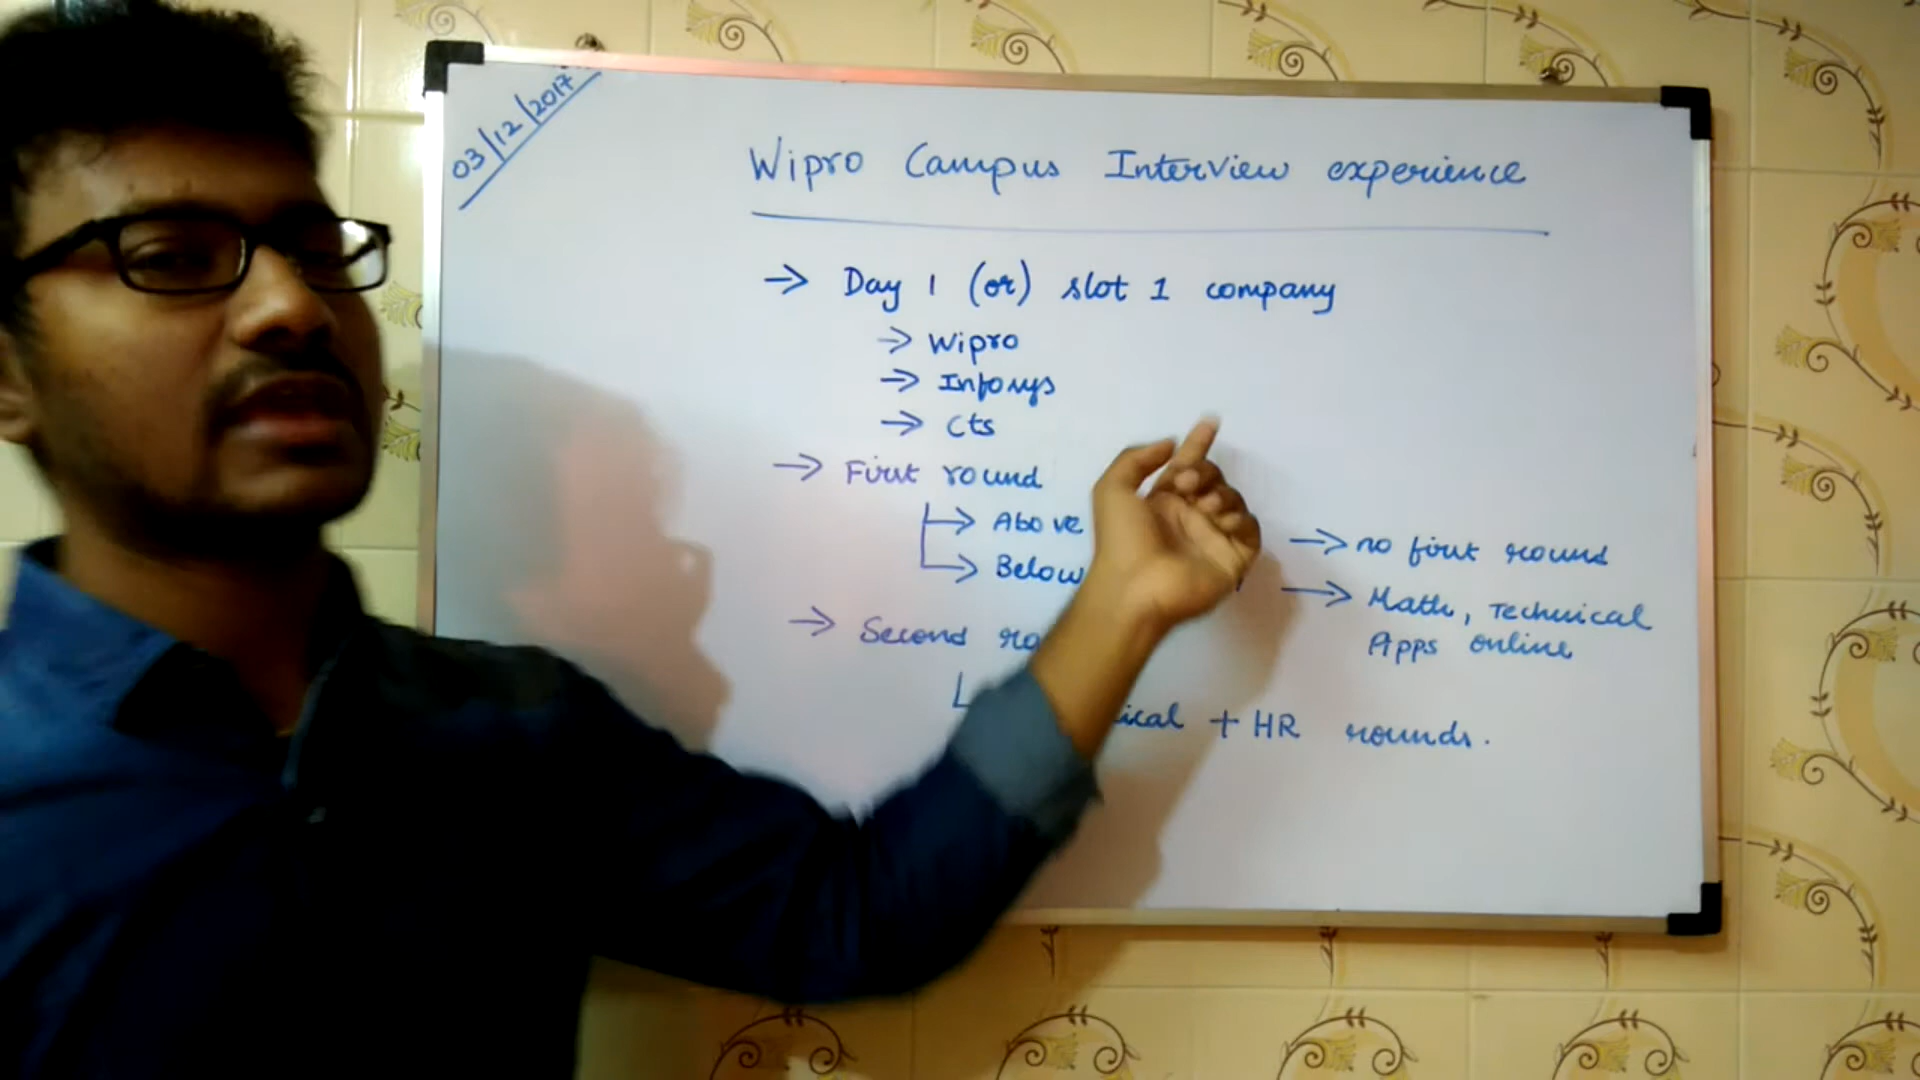 03/12/2017
Wipro Campus Interview experience
→ Day 1 (or) slot 1 company
→ Wipro
→ Infosys
→ Cts
→ First round
→ Above → no first round
→ Below → Math, Technical
Apps online
→ Second
+ HR rounds.